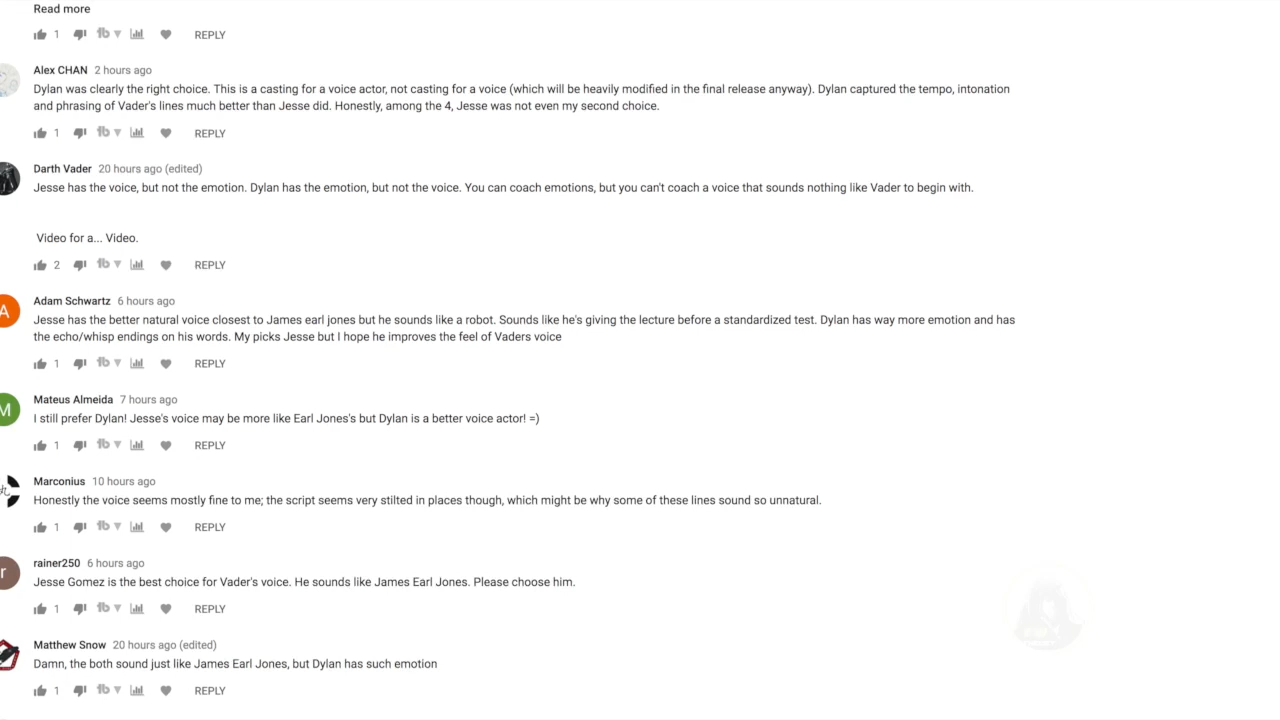 Read more
1 REPLY
Alex CHAN 2 hours ago
Dylan was clearly the right choice. This is a casting for a voice actor, not casting for a voice (which will be heavily modified in the final release anyway). Dylan captured the tempo, intonation
and phrasing of Vader's lines much better than Jesse did. Honestly, among the 4, Jesse was not even my second choice.
1 REPLY
Darth Vader 20 hours ago (edited)
Jesse has the voice, but not the emotion. Dylan has the emotion, but not the voice. You can coach emotions, but you can't coach a voice that sounds nothing like Vader to begin with.
Video for a... Video.
2 REPLY
A
Adam Schwartz 6 hours ago
Jesse has the better natural voice closest to James earl jones but he sounds like a robot. Sounds like he's giving the lecture before a standardized test. Dylan has way more emotion and has
the echo/whisp endings on his words. My picks Jesse but I hope he improves the feel of Vaders voice
1 REPLY
M
Mateus Almeida 7 hours ago
I still prefer Dylan! Jesse's voice may be more like Earl Jones's but Dylan is a better voice actor! =)
1 REPLY
Marconius 10 hours ago
Honestly the voice seems mostly fine to me; the script seems very stilted in places though, which might be why some of these lines sound so unnatural.
1 REPLY
r
rainer250 6 hours ago
Jesse Gomez is the best choice for Vader's voice. He sounds like James Earl Jones. Please choose him.
1 REPLY
Matthew Snow 20 hours ago (edited)
Damn, the both sound just like James Earl Jones, but Dylan has such emotion
1 REPLY